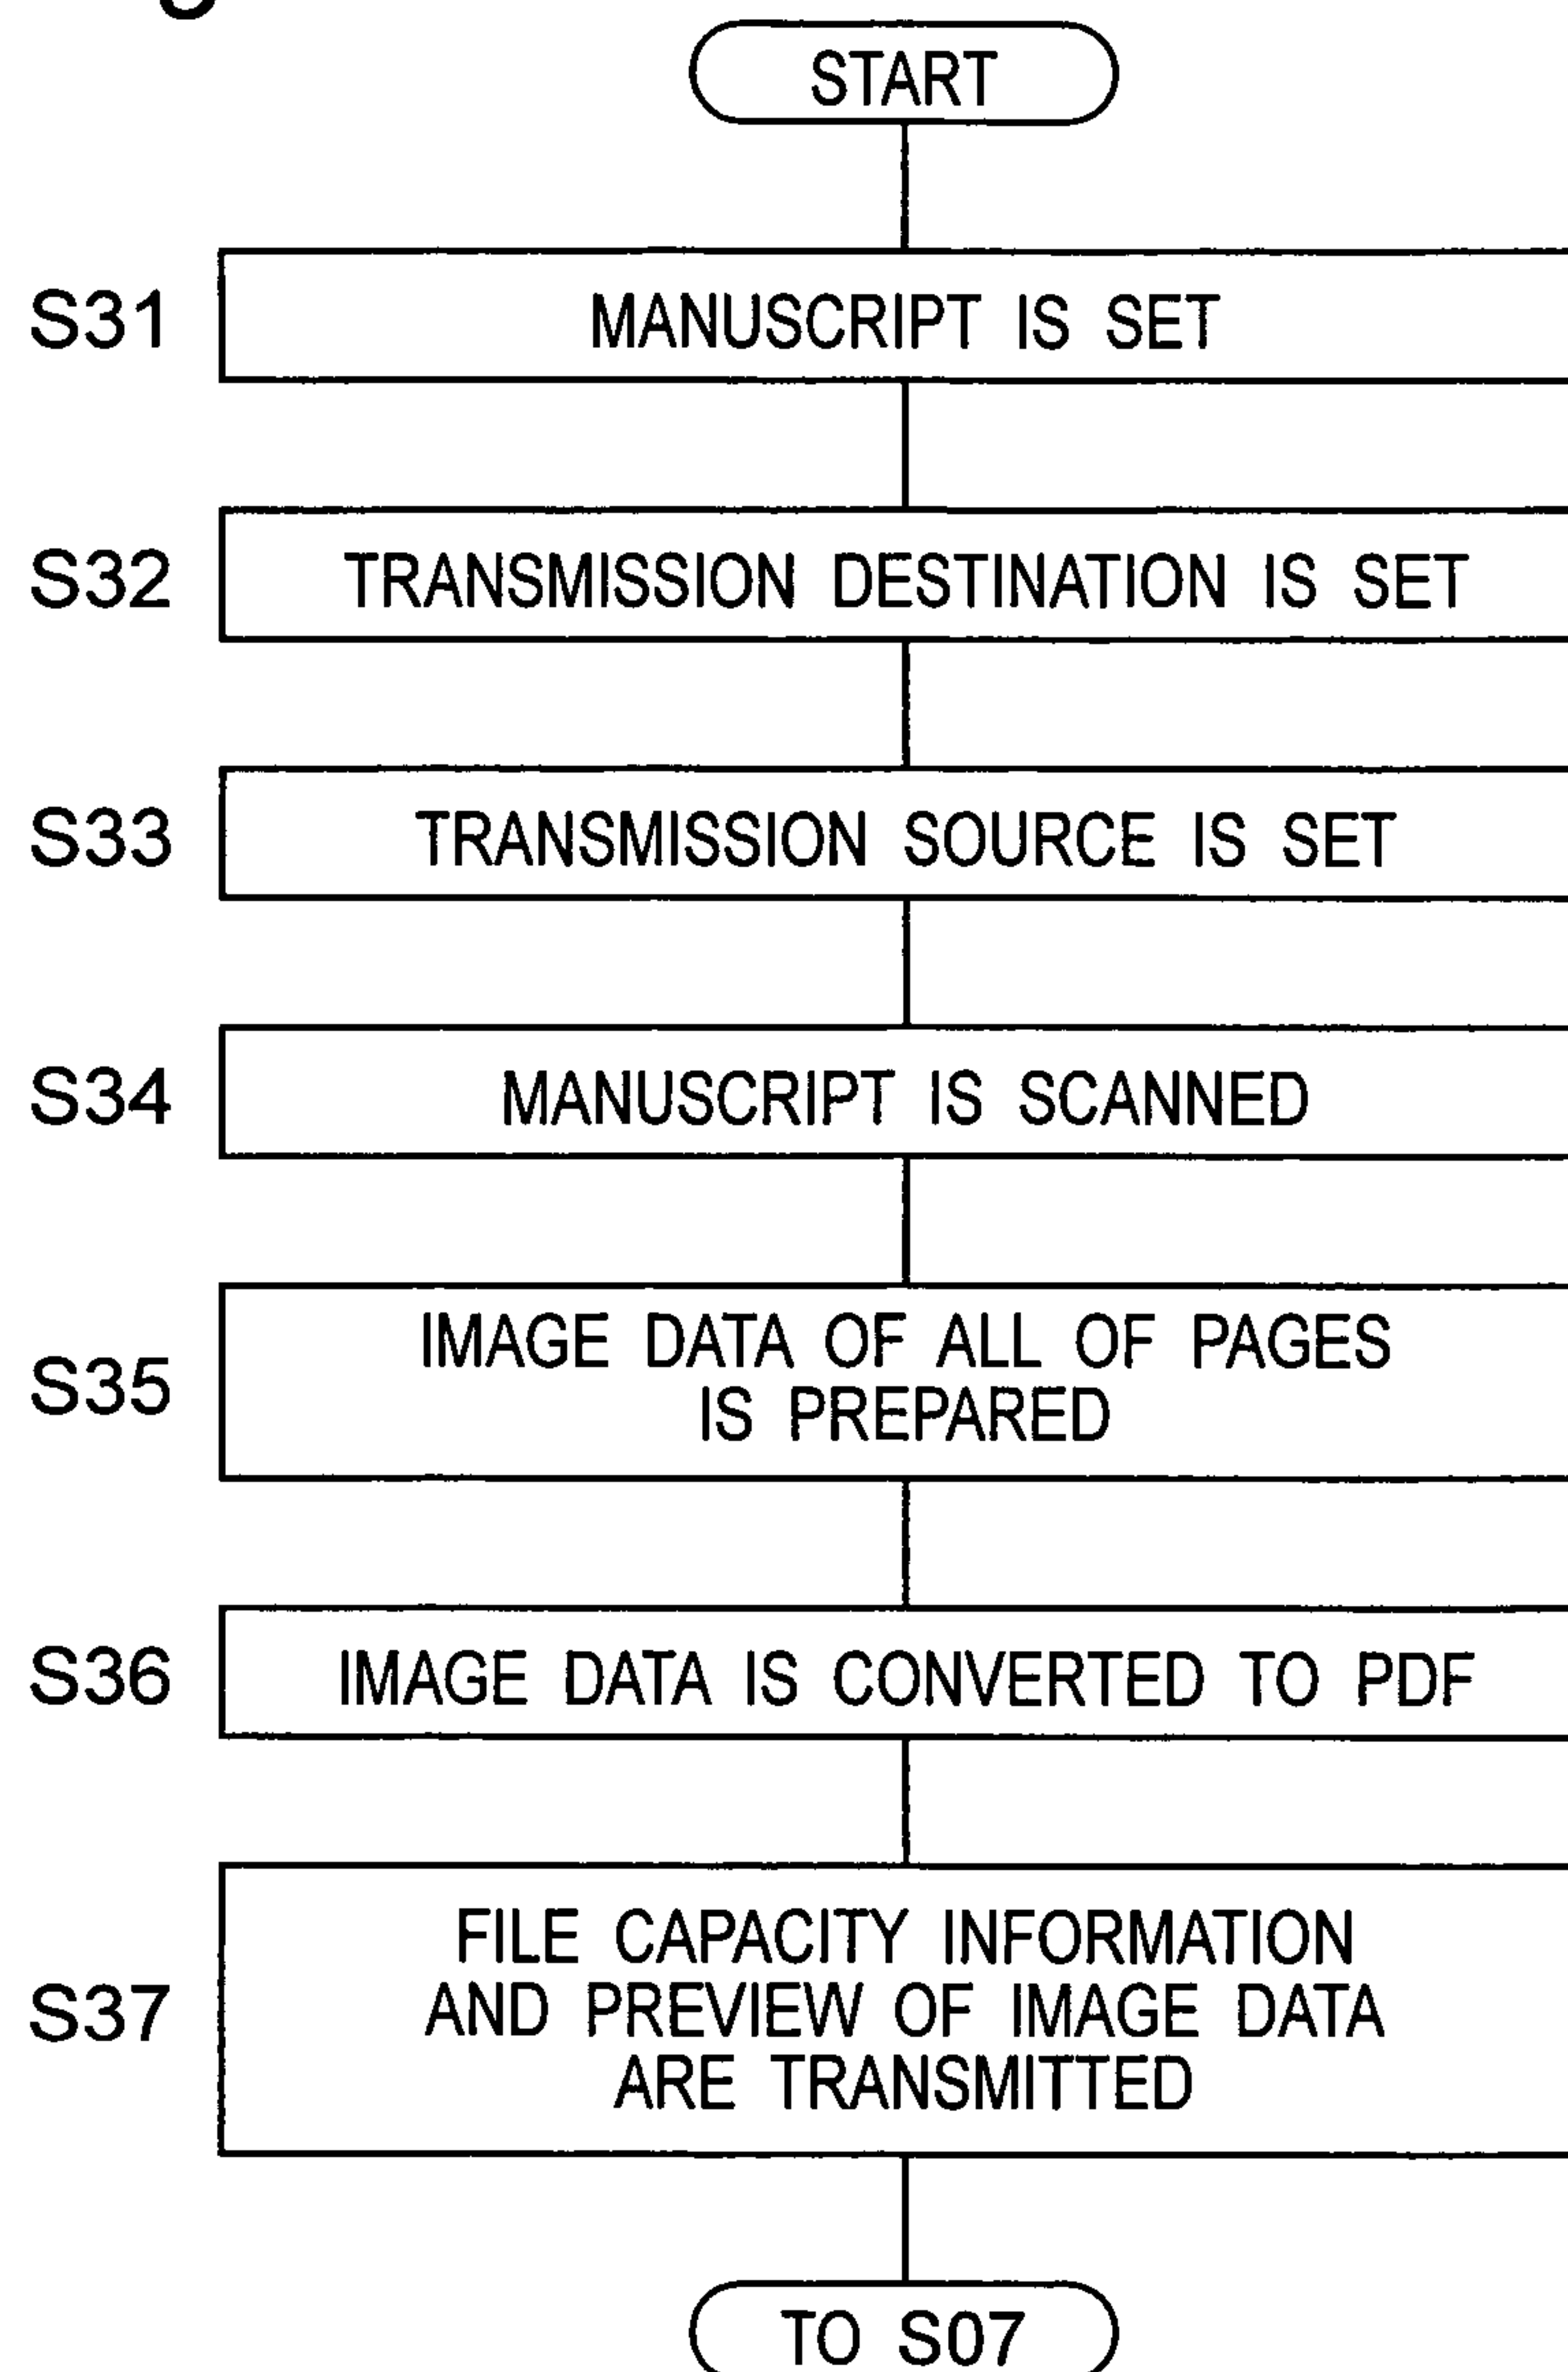 START
S31 MANUSCRIPT IS SET
S32 TRANSMISSION DESTINATION IS SET
S33 TRANSMISSION SOURCE IS SET
S34 MANUSCRIPT IS SCANNED
IMAGE DATA OF ALL OF PAGES
S35
IS PREPARED
S36 IMAGE DATA IS CONVERTED TO PDF
FILE CAPACITY INFORMATION
S37 AND PREVIEW OF IMAGE DATA
ARE TRANSMITTED
TO S07